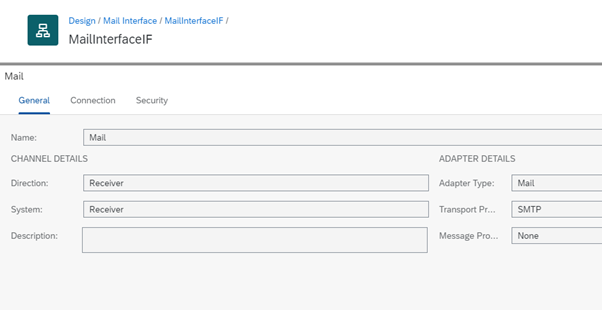 Design / Mail Interface / MailInterfaceIF /
MailInterfaceIF
Mail
General Connection Security
Name: Mail
CHANNEL DETAILS ADAPTER DETAILS
Direction: Receiver Adapter Type: Mail
System: Receiver Transport Pr... SMTP
Description: Message Pro... None